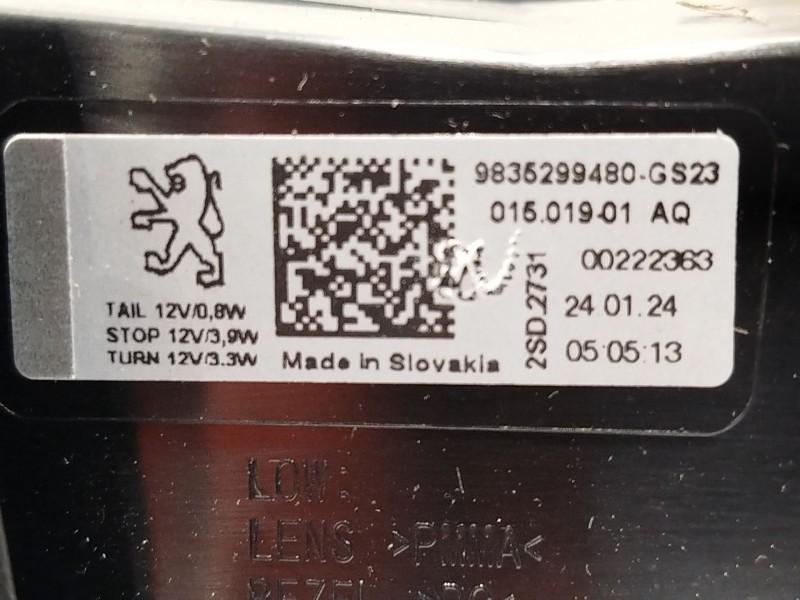 9835299480-GS23
015.019-01 AQ
00222363
2SD.2731
24 01.24
05:05:13
TAIL 12V/0,8W
STOP 12V/3,9W
TURN 12V/3.3W
Made in Slovakia
LOW:
LENS >PMMA<